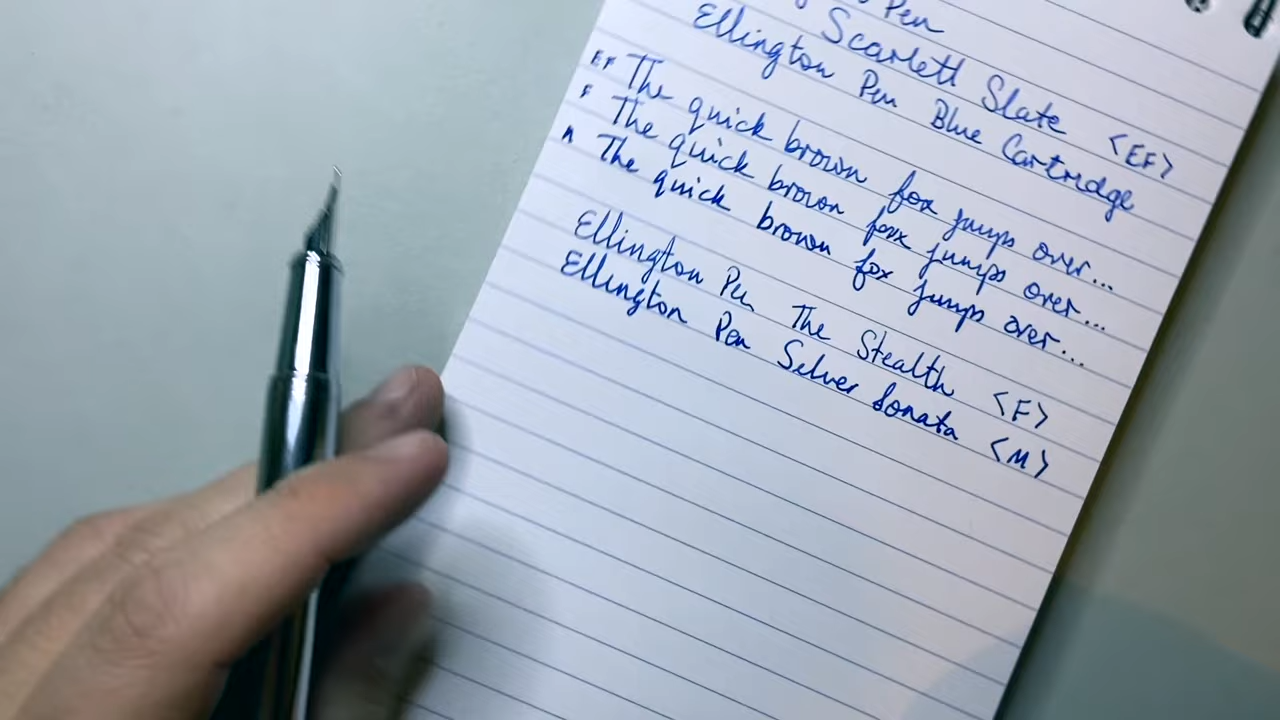 Pen
Scarlett Slate <EF>
Ellington Pen Blue Cartridge
EF The quick brown fox jumps over...
F The quick brown fox jumps over...
M The quick brown fox jumps over...
Ellington Pen The Stealth <F>
Ellington Pen Silver Sonata <M>